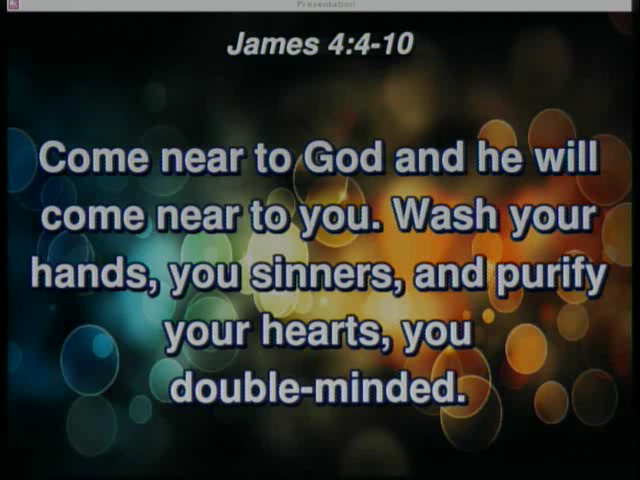 Presentation
James 4:4-10
Come near to God and he will
come near to you. Wash your
hands, you sinners, and purify
your hearts, you
double-minded.